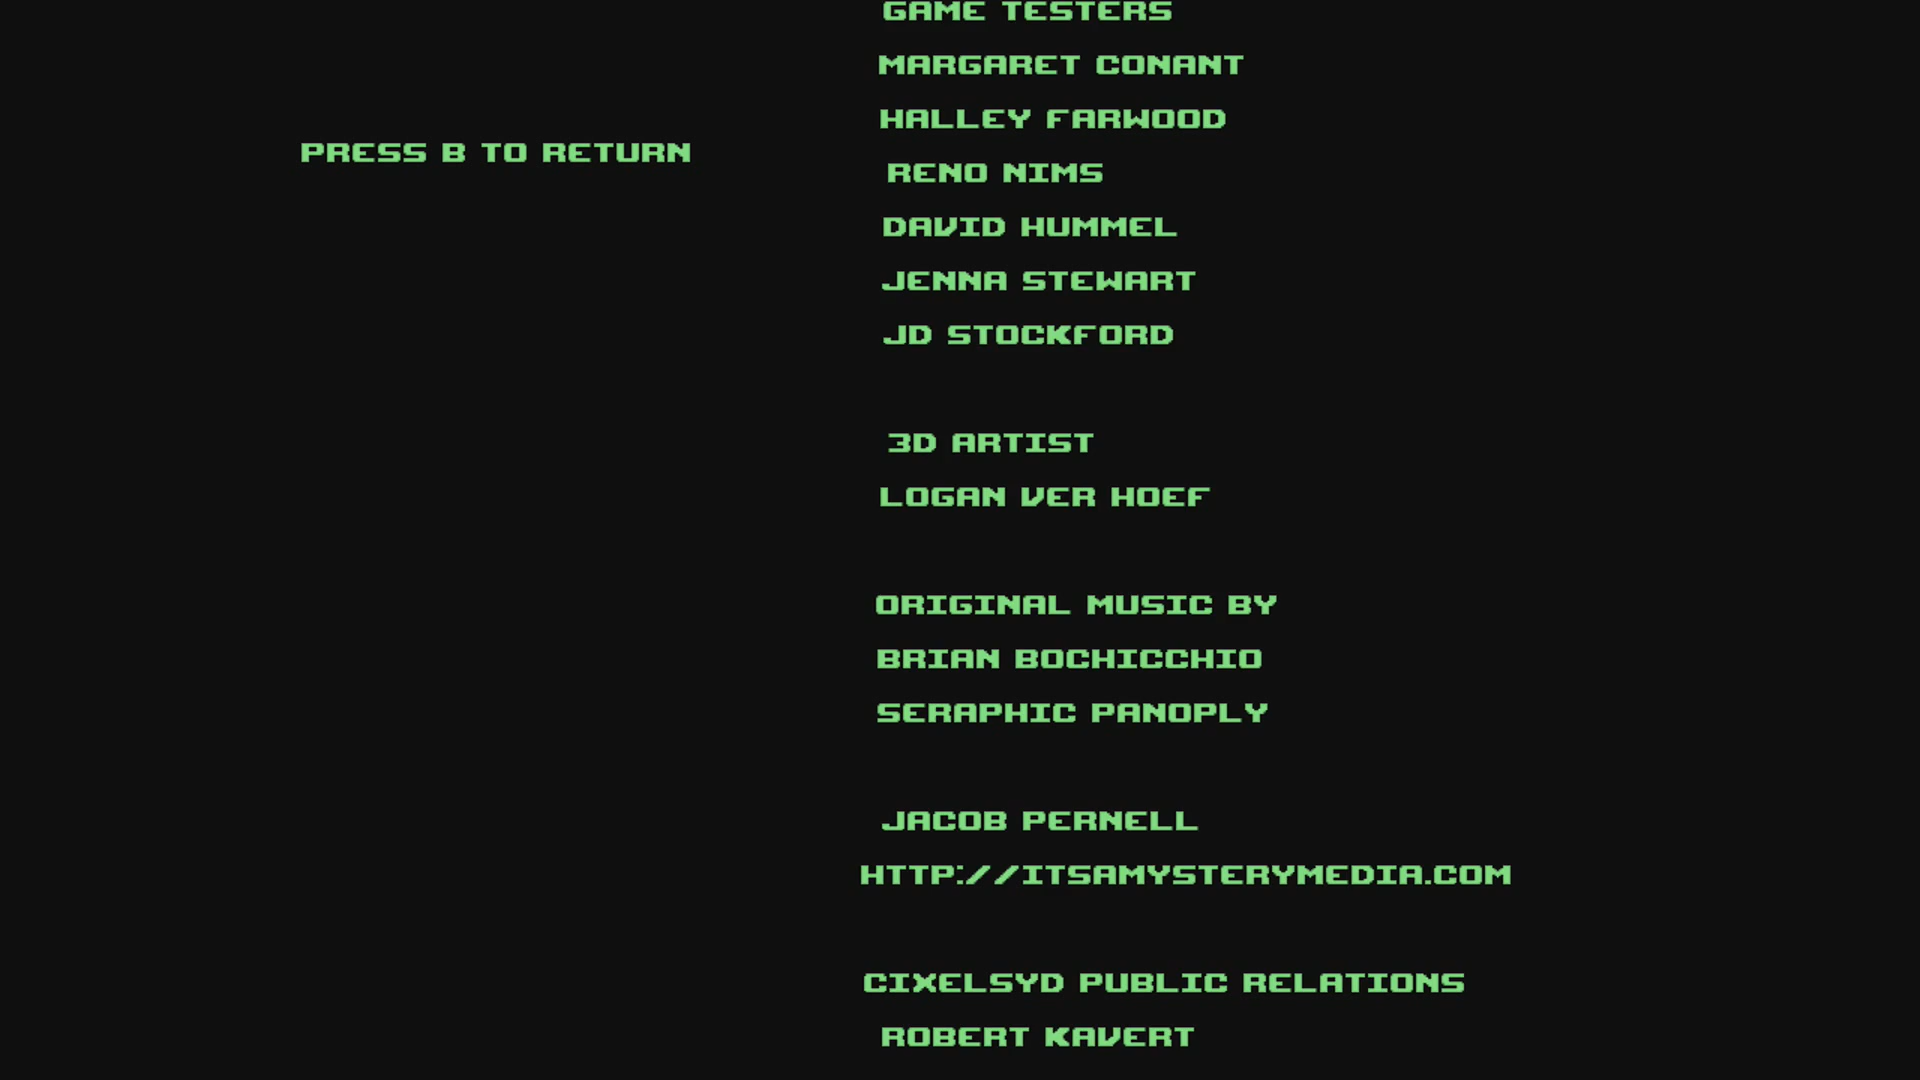 GAME TESTERS
MARGARET CONANT
HALLEY FARWOOD
PRESS B TO RETURN
RENO NIMS
DAVID HUMMEL
JENNA STEWART
JD STOCKFORD
3D ARTIST
LOGAN VER HOEF
ORIGINAL MUSIC BY
BRIAN BOCHICCHIO
SERAPHIC PANOPLY
JACOB PERNELL
HTTP://ITSAMYSTERYMEDIA.COM
CIXELSYD PUBLIC RELATIONS
ROBERT KAVERT